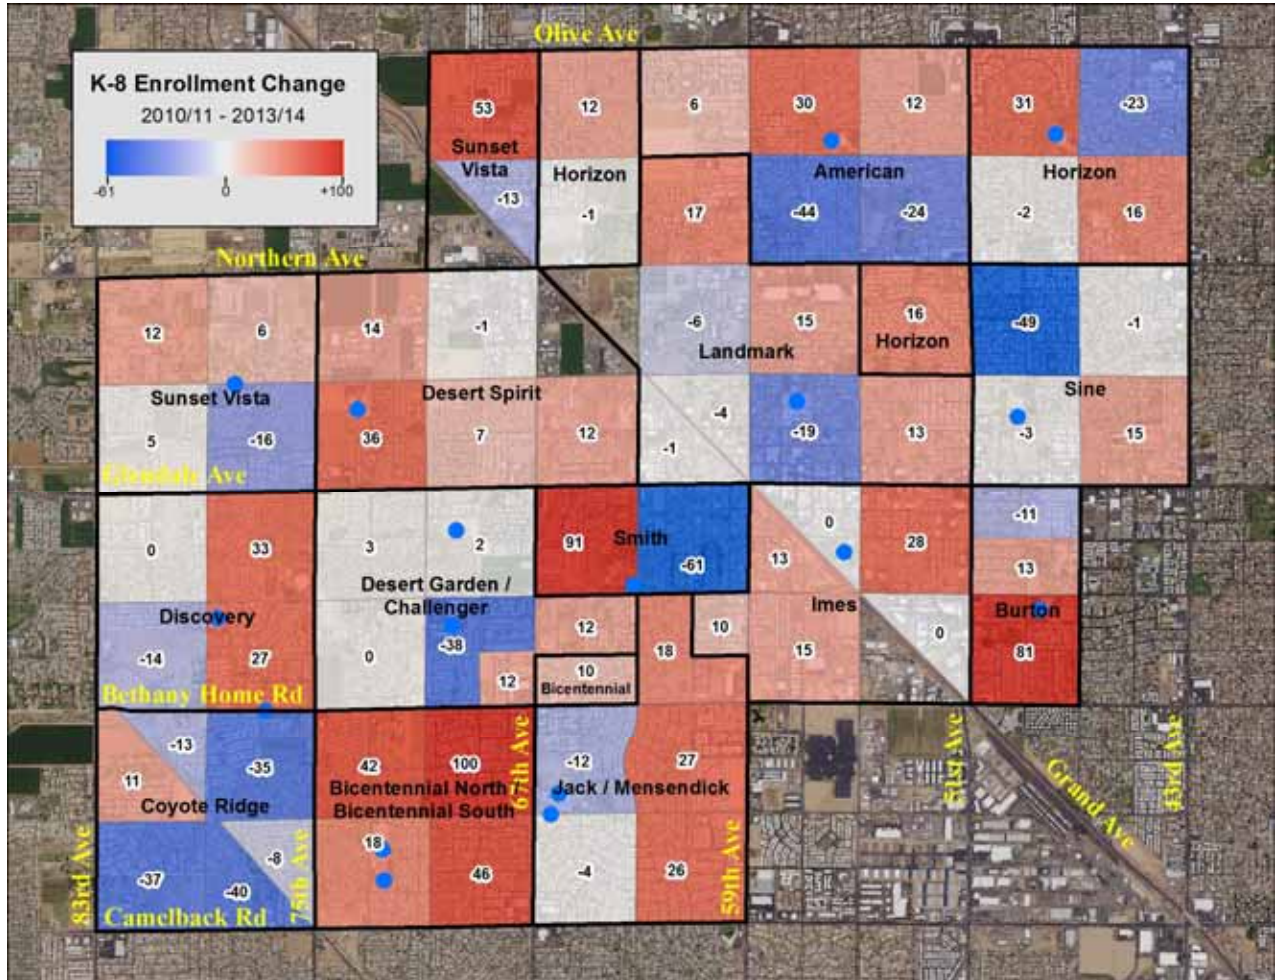 Olive Ave
K-8 Enrollment Change
2010/11 - 2013/14
-61 0 +100
53 12 6 30 12 31 -23
Sunset
Vista
Horizon American Horizon
-13 -1 17 -44 -24 -2 16
Northern Ave
12 6 14 -1 -6 15 16 -49 -1
Landmark Horizon
Sunset Vista Desert Spirit Sine
5 -16 36 7 12 -1 -4 -19 13 -3 15
Glendale Ave
0 33 3 2 91 -61 13 0 28 -11
Smith
13
Desert Garden /
Challenger
Discovery Imes Burton
-14 27 0 -38 12 18 10 15 0 81
12 10
Bicentennial
Bethany Home Rd
-13 -35 42 100 -12 27
11
Coyote Ridge
Bicentennial North /
Bicentennial South
Jack / Mensendick
-37 -40 -8 18 46 -4 26
Camelback Rd
83rd Ave
75th Ave
67th Ave
59th Ave
51st Ave
Grand Ave
43rd Ave